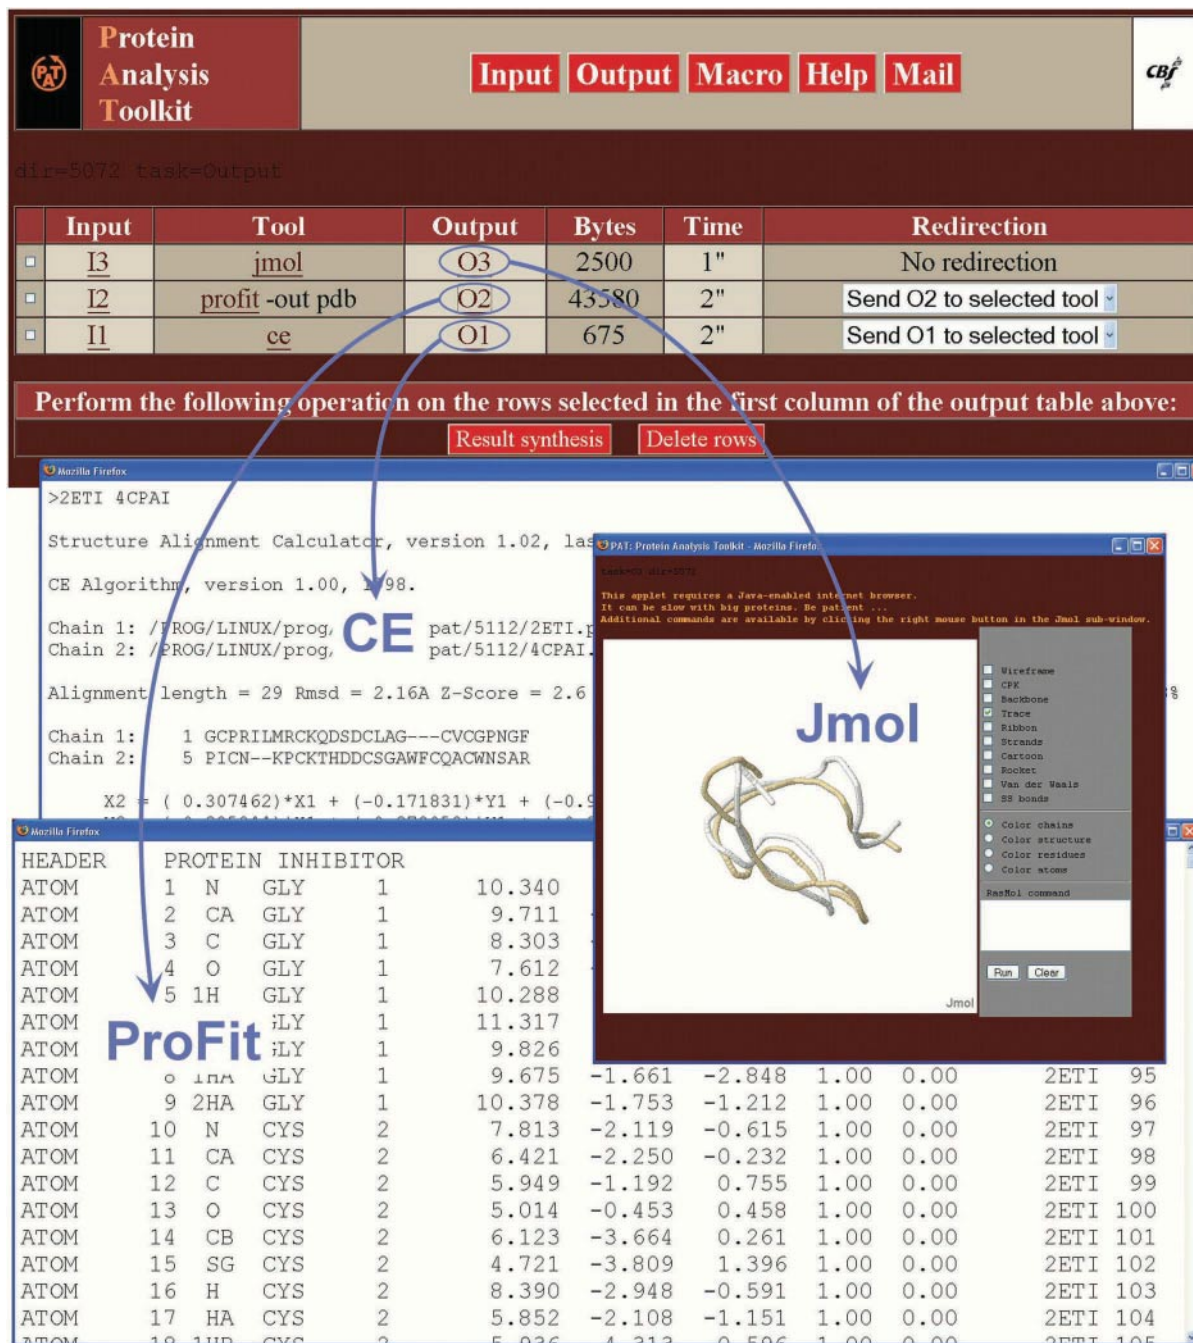 PAT
Protein
Analysis
Toolkit
Input Output Macro Help Mail
CBS
dir=5072 task=Output
Input Tool Output Bytes Time Redirection
I3 jmol O3 2500 1" No redirection
I2 profit -out pdb O2 43580 2" Send O2 to selected tool
I1 ce O1 675 2" Send O1 to selected tool
Perform the following operation on the rows selected in the first column of the output table above:
Result synthesis Delete rows
Mozilla Firefox
>2ETI 4CPAI
Structure Alignment Calculator, version 1.02, las
CE Algorithm, version 1.00, 1998.
Chain 1: /PROG/LINUX/prog, pat/5112/2ETI.p
Chain 2: /PROG/LINUX/prog, pat/5112/4CPAI.
CE
Alignment length = 29 Rmsd = 2.16A Z-Score = 2.6 %
Chain 1: 1 GCPRILMRCKQDSDCLAG---CVCGPNGF
Chain 2: 5 PICN--KPCKTHDDCSGAWFCQACWNSAR
X2 = ( 0.307462)*X1 + (-0.171831)*Y1 + (-0.9
PAT: Protein Analysis Toolkit - Mozilla Firefo
This applet requires a Java-enabled internet browser.
It can be slow with big proteins. Be patient ...
Additional commands are available by clicking the right mouse button in the Jmol sub-window.
Jmol
Wireframe
CPK
Backbone
Trace
Ribbon
Strands
Cartoon
Rocket
Van der Waals
SS bonds
Color chains
Color structure
Color residues
Color atoms
RasMol command
Run Clear
Jmol
Mozilla Firefox
HEADER PROTEIN INHIBITOR
ATOM 1 N GLY 1 10.340
ATOM 2 CA GLY 1 9.711
ATOM 3 C GLY 1 8.303
ATOM 4 O GLY 1 7.612
ATOM 5 1H GLY 1 10.288
ATOM GLY 1 11.317
ATOM GLY 1 9.826
ProFit
ATOM 8 1HA GLY 1 9.675 -1.661 -2.848 1.00 0.00 2ETI 95
ATOM 9 2HA GLY 1 10.378 -1.753 -1.212 1.00 0.00 2ETI 96
ATOM 10 N CYS 2 7.813 -2.119 -0.615 1.00 0.00 2ETI 97
ATOM 11 CA CYS 2 6.421 -2.250 -0.232 1.00 0.00 2ETI 98
ATOM 12 C CYS 2 5.949 -1.192 0.755 1.00 0.00 2ETI 99
ATOM 13 O CYS 2 5.014 -0.453 0.458 1.00 0.00 2ETI 100
ATOM 14 CB CYS 2 6.123 -3.664 0.261 1.00 0.00 2ETI 101
ATOM 15 SG CYS 2 4.721 -3.809 1.396 1.00 0.00 2ETI 102
ATOM 16 H CYS 2 8.390 -2.948 -0.591 1.00 0.00 2ETI 103
ATOM 17 HA CYS 2 5.852 -2.108 -1.151 1.00 0.00 2ETI 104